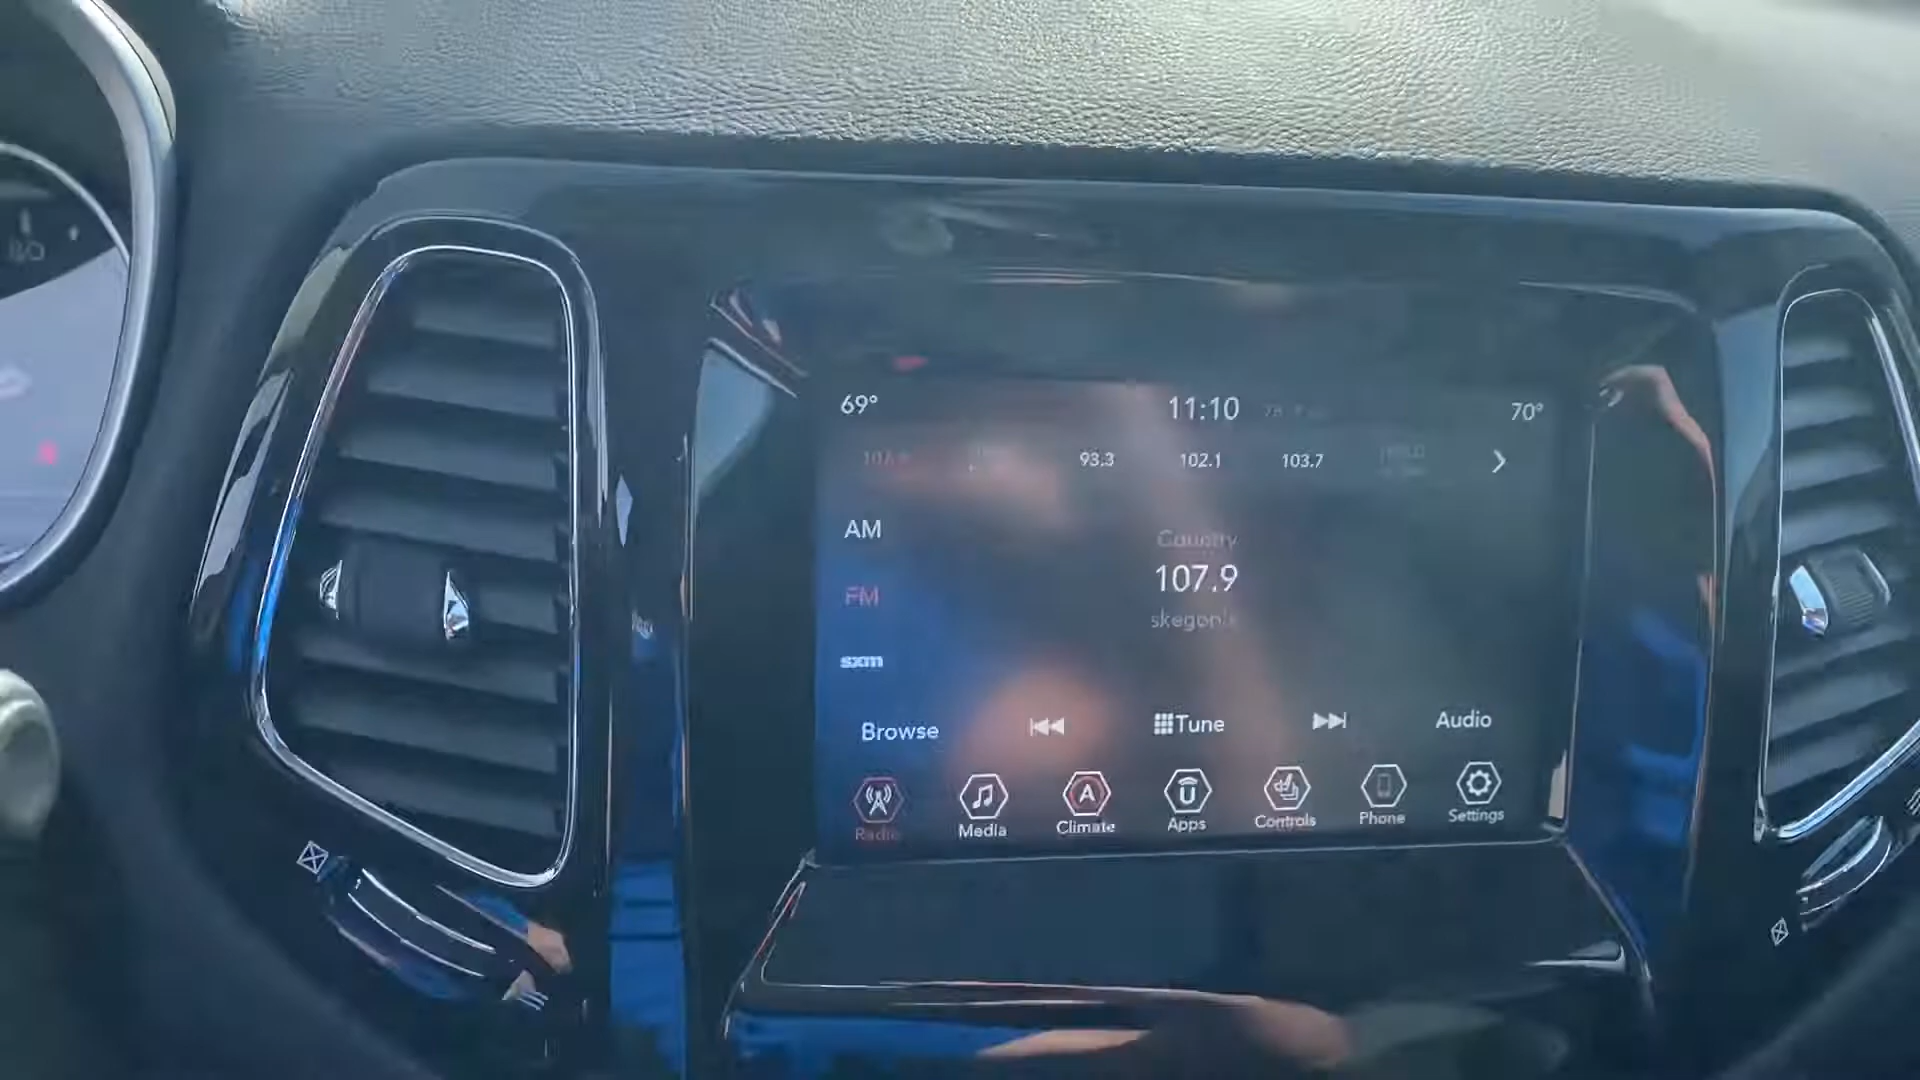 69° 11:10 70°
93.3 102.1 103.7
AM
Country
107.9
FM
sxm
Browse Tune Audio
Radio Media Climate Apps Controls Phone Settings